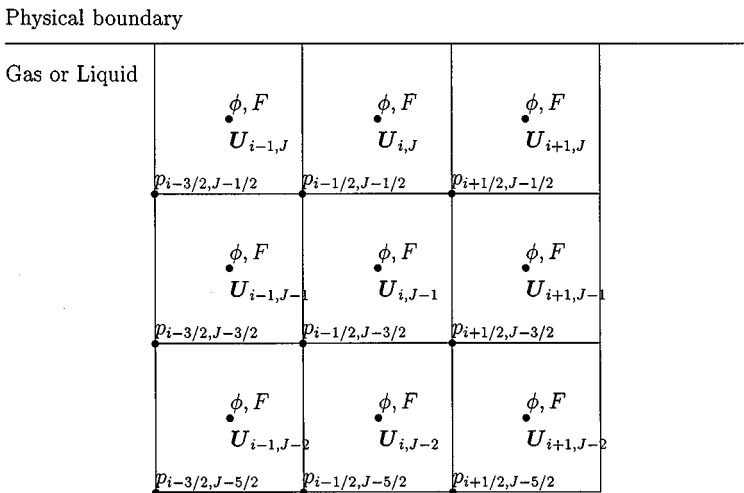 Physical boundary
Gas or Liquid
ϕ, F ϕ, F ϕ, F
U_{i−1,J} U_{i,J} U_{i+1,J}
p_{i−3/2,J−1/2} p_{i−1/2,J−1/2} p_{i+1/2,J−1/2}
ϕ, F ϕ, F ϕ, F
U_{i−1,J−1} U_{i,J−1} U_{i+1,J−1}
p_{i−3/2,J−3/2} p_{i−1/2,J−3/2} p_{i+1/2,J−3/2}
ϕ, F ϕ, F ϕ, F
U_{i−1,J−2} U_{i,J−2} U_{i+1,J−2}
p_{i−3/2,J−5/2} p_{i−1/2,J−5/2} p_{i+1/2,J−5/2}